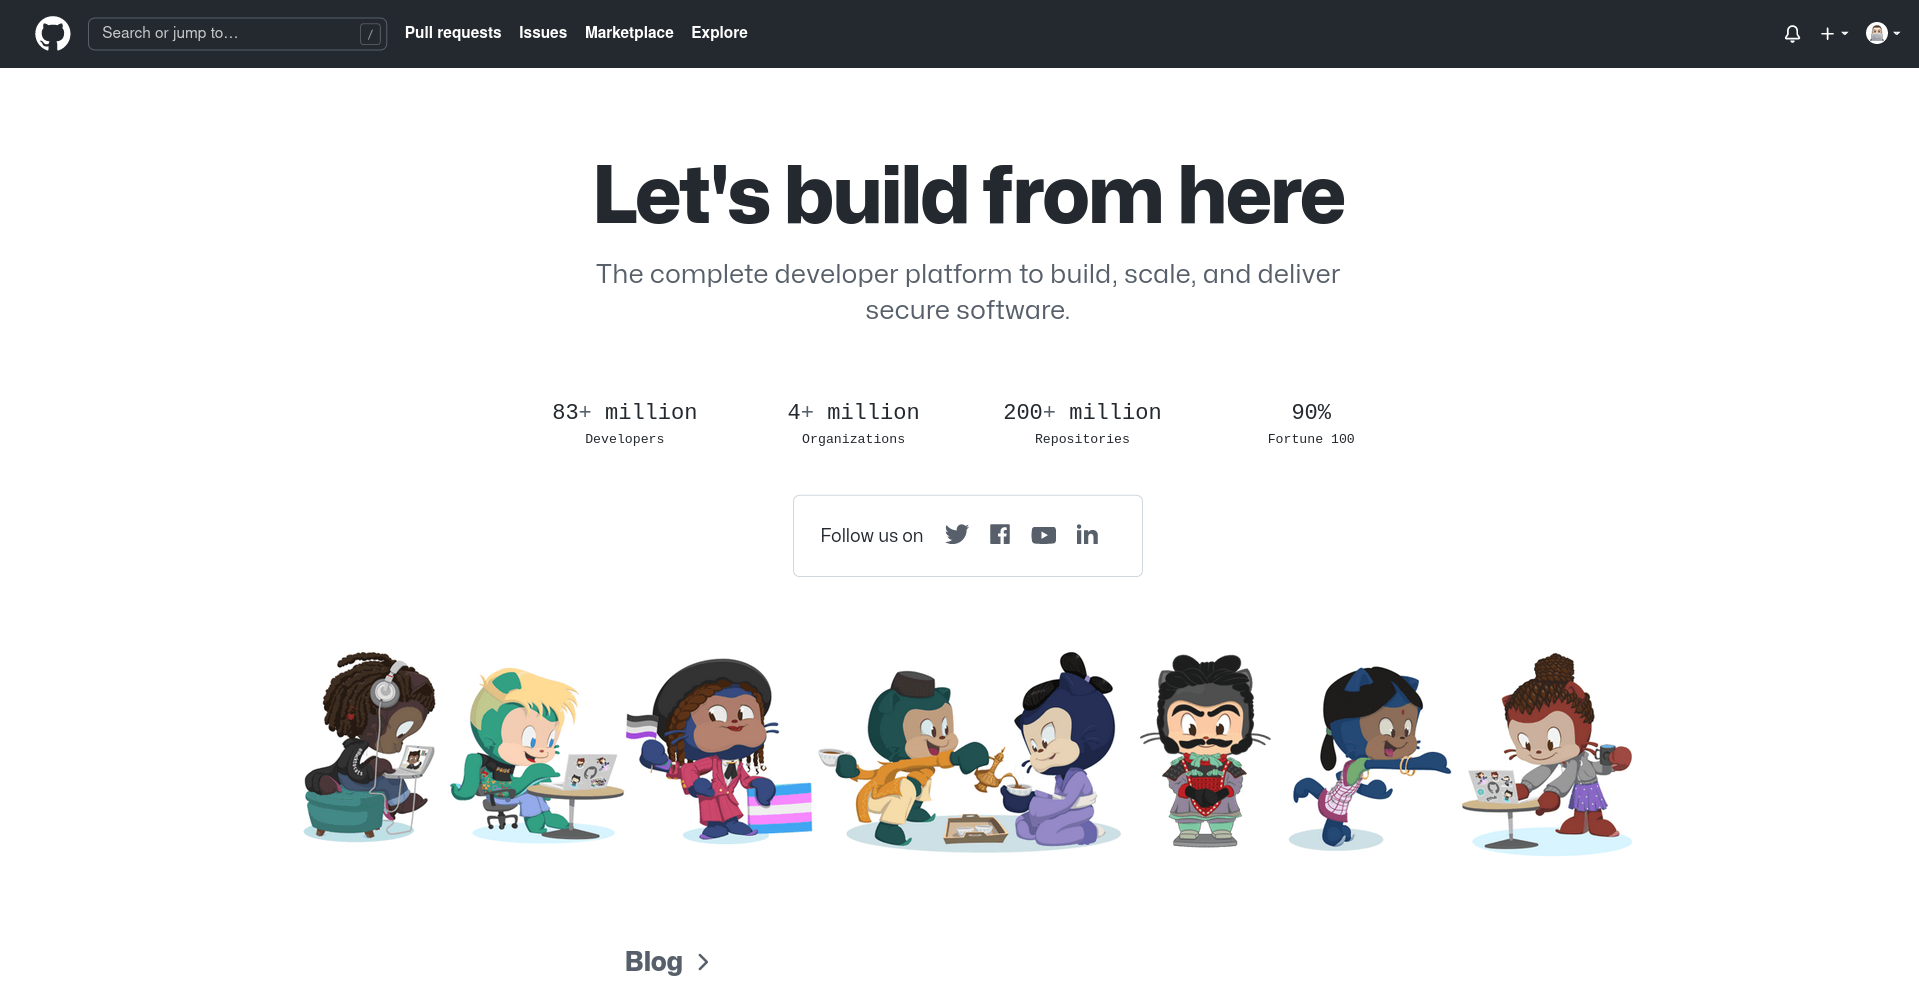 Search or jump to... /
Pull requests Issues Marketplace Explore
Let's build from here
The complete developer platform to build, scale, and deliver
secure software.
83+ million
Developers
4+ million
Organizations
200+ million
Repositories
90%
Fortune 100
Follow us on
Blog